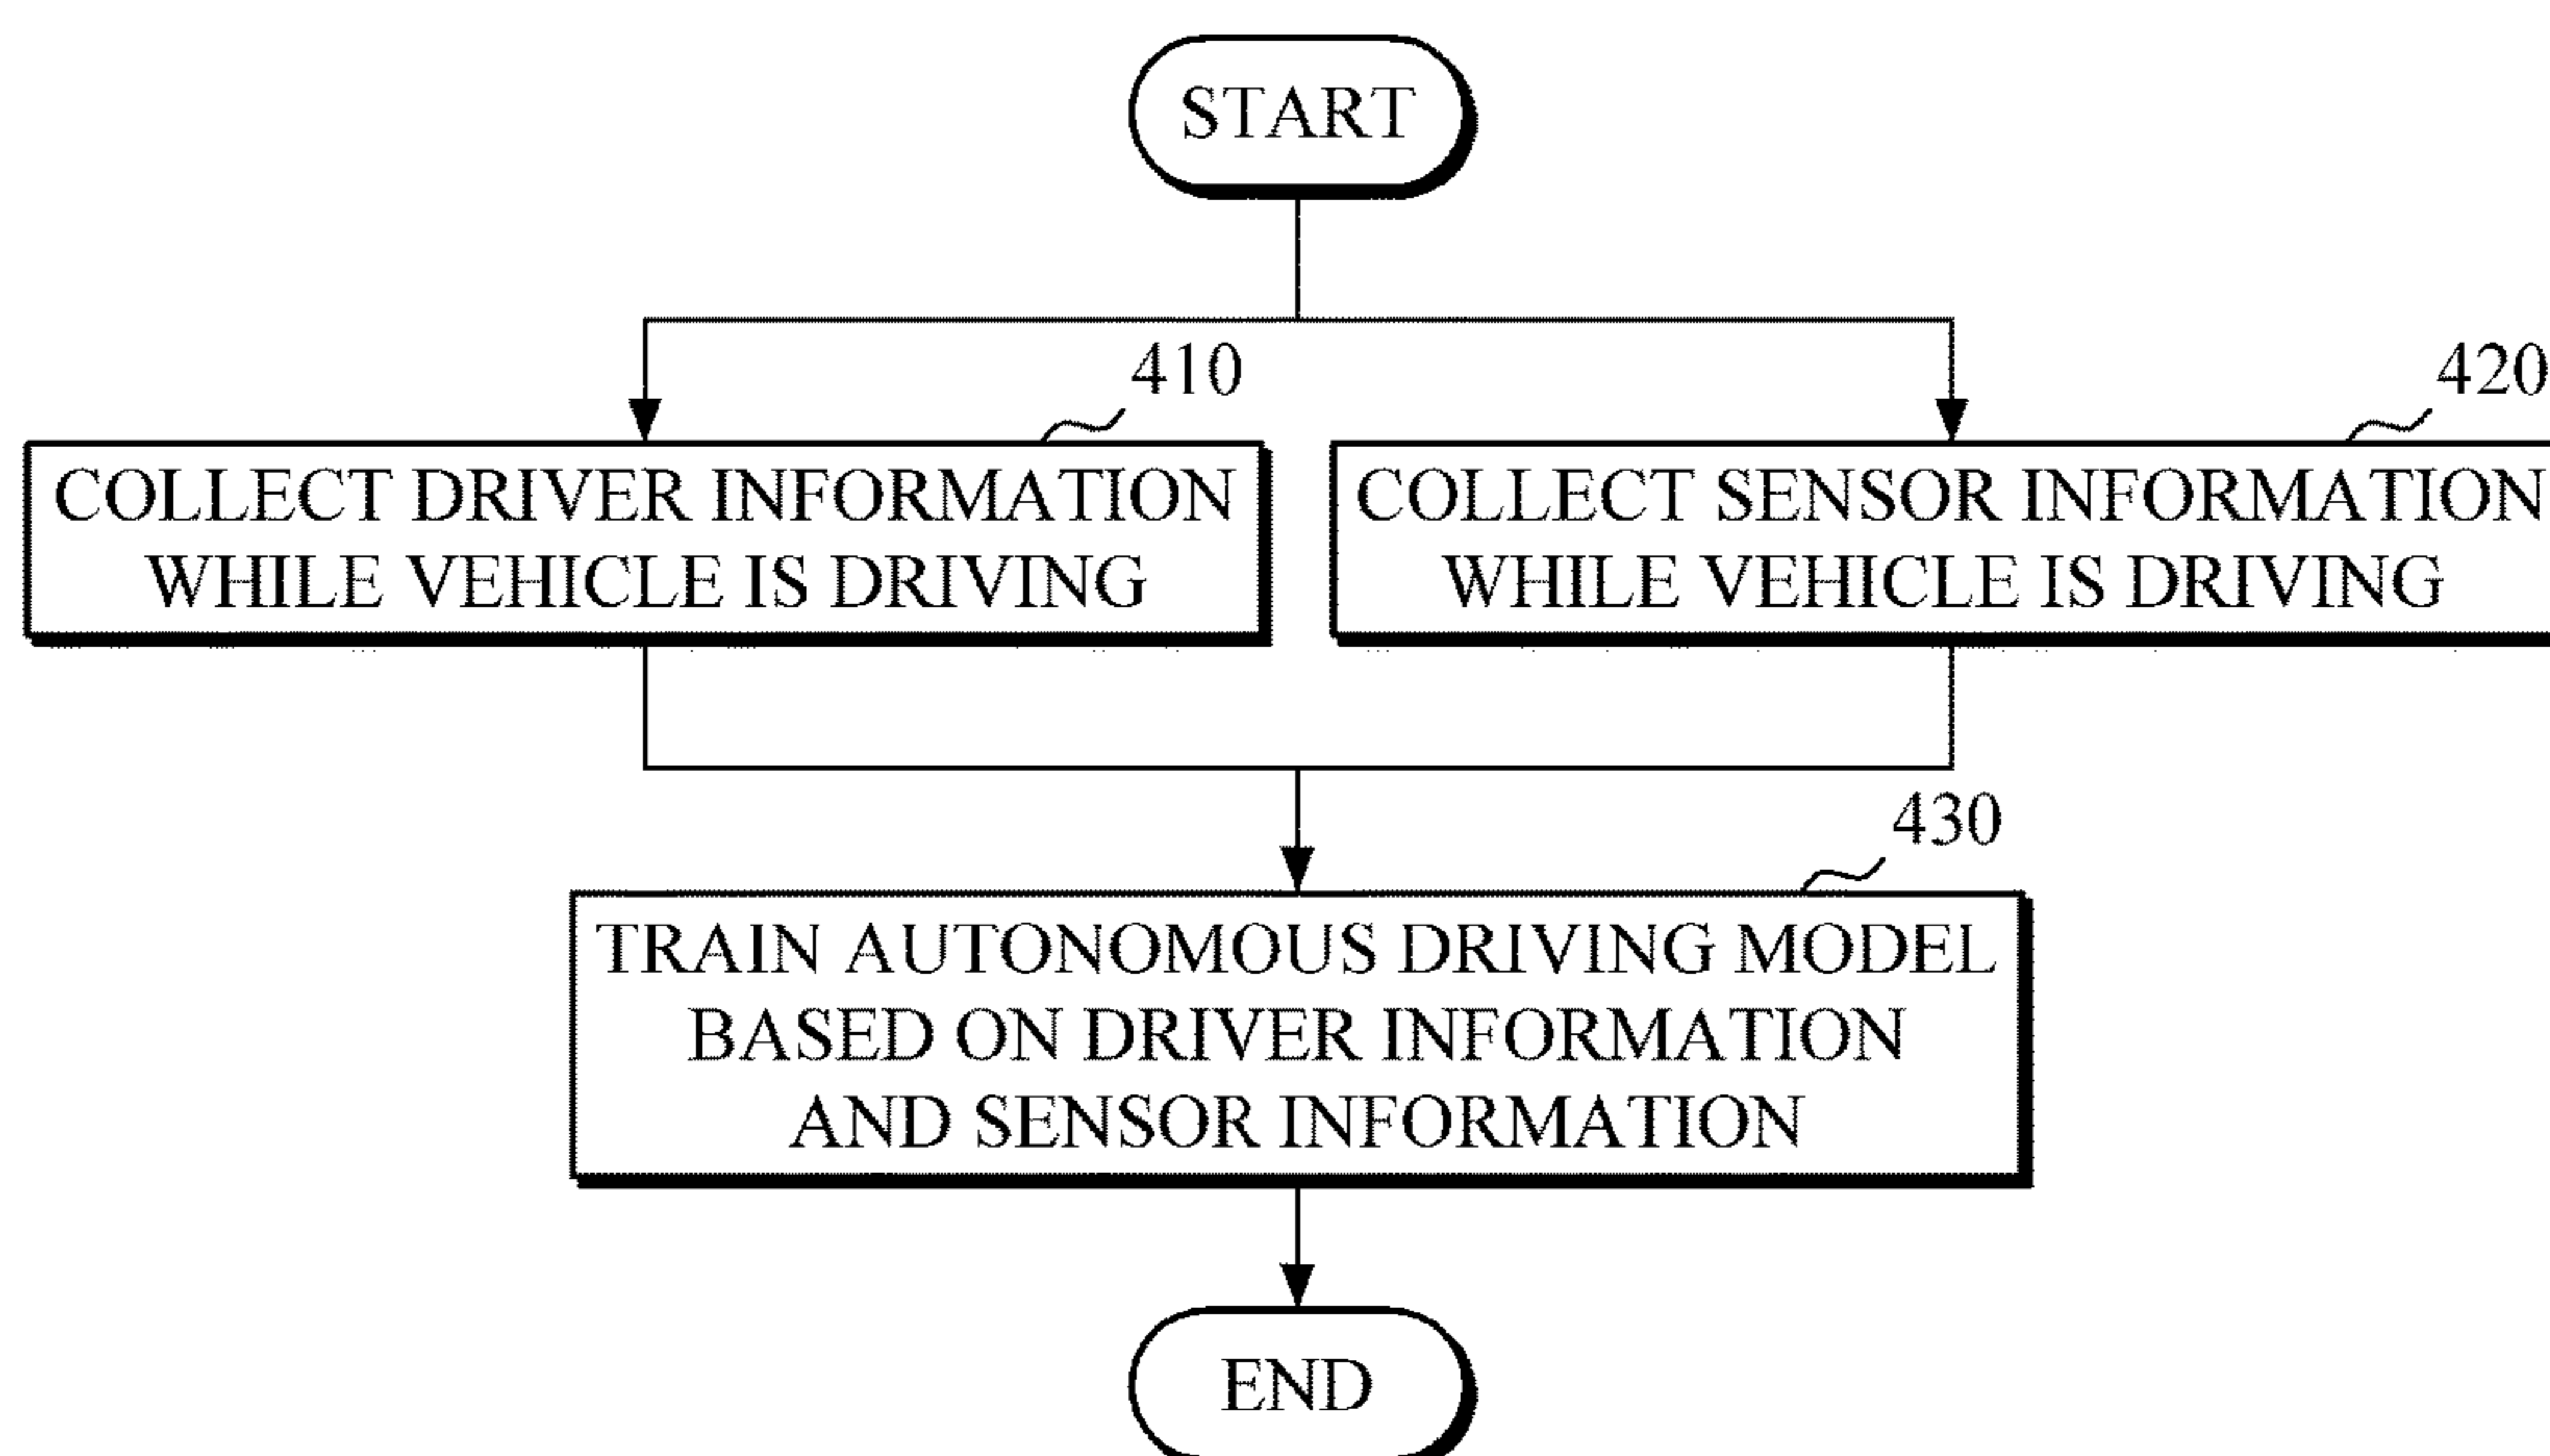 START
410
420
COLLECT DRIVER INFORMATION
WHILE VEHICLE IS DRIVING
COLLECT SENSOR INFORMATION
WHILE VEHICLE IS DRIVING
430
TRAIN AUTONOMOUS DRIVING MODEL
BASED ON DRIVER INFORMATION
AND SENSOR INFORMATION
END